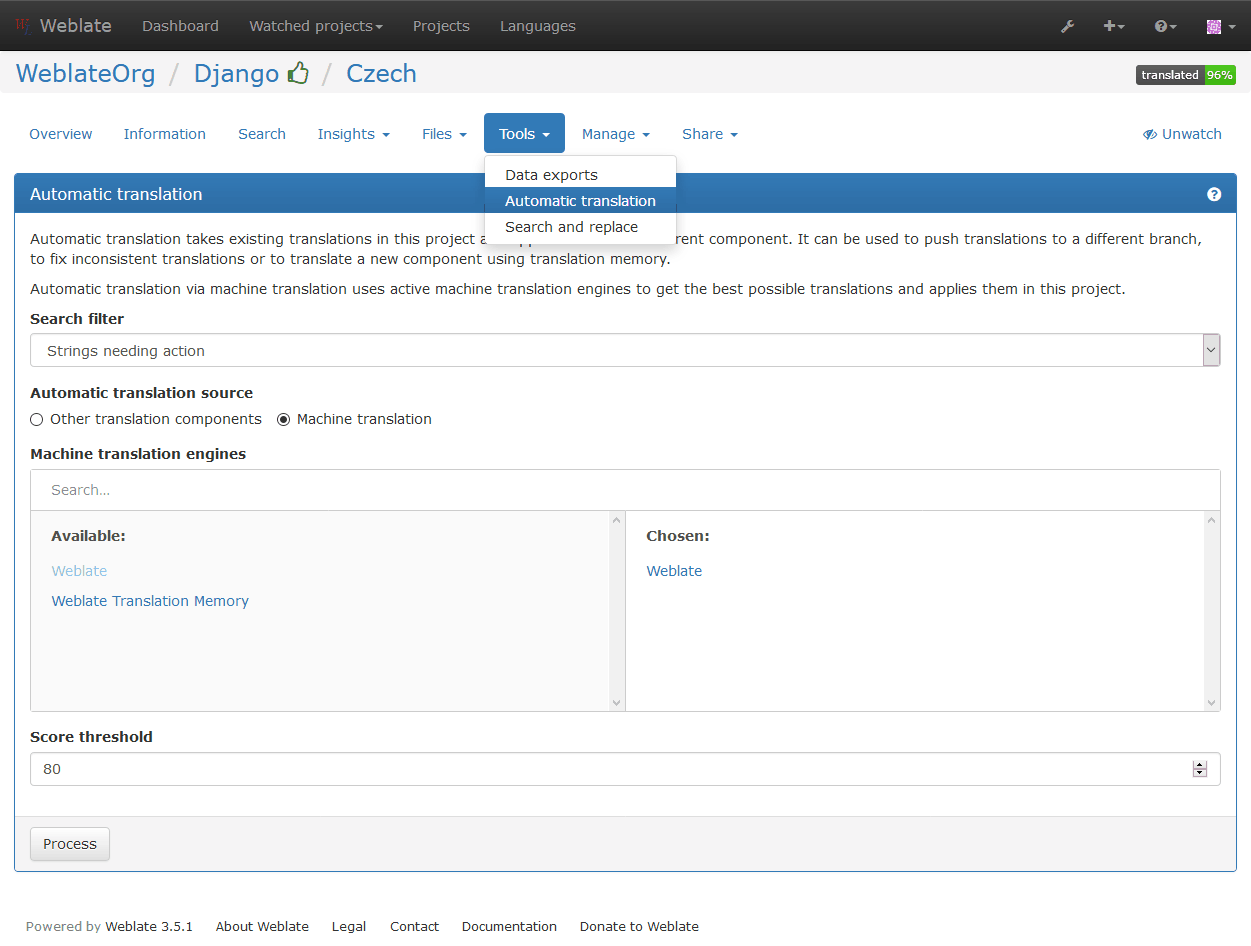 Weblate Dashboard Watched projects Projects Languages
WeblateOrg / Django / Czech translated 96%
Overview Information Search Insights Files Tools Manage Share Unwatch
Data exports
Automatic translation
Search and replace
Automatic translation
Automatic translation takes existing translations in this project a rent component. It can be used to push translations to a different branch,
to fix inconsistent translations or to translate a new component using translation memory.
Automatic translation via machine translation uses active machine translation engines to get the best possible translations and applies them in this project.
Search filter
Strings needing action
Automatic translation source
Other translation components Machine translation
Machine translation engines
Search...
Available: Chosen:
Weblate Weblate
Weblate Translation Memory
Score threshold
80
Process
Powered by Weblate 3.5.1 About Weblate Legal Contact Documentation Donate to Weblate